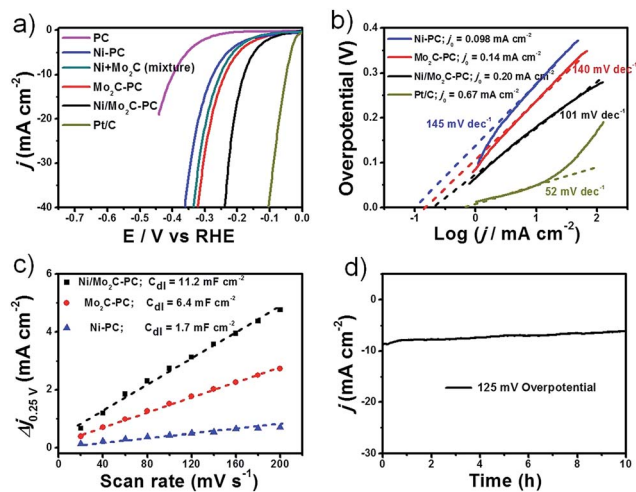 a)
PC
Ni-PC
Ni+Mo₂C (mixture)
Mo₂C-PC
Ni/Mo₂C-PC
Pt/C
j (mA cm⁻²)
0
-10
-20
-30
-40
-0.7 -0.6 -0.5 -0.4 -0.3 -0.2 -0.1 0.0
E / V vs RHE
b)
Ni-PC; j₀ = 0.098 mA cm⁻²
Mo₂C-PC; j₀ = 0.14 mA cm⁻²
Ni/Mo₂C-PC; j₀ = 0.20 mA cm⁻²
Pt/C; j₀ = 0.67 mA cm⁻²
140 mV dec⁻¹
145 mV dec⁻¹
101 mV dec⁻¹
52 mV dec⁻¹
Overpotential (V)
0.4
0.3
0.2
0.1
0.0
-2 -1 0 1 2
Log (j / mA cm⁻²)
c)
Ni/Mo₂C-PC; C_dl = 11.2 mF cm⁻²
Mo₂C-PC; C_dl = 6.4 mF cm⁻²
Ni-PC; C_dl = 1.7 mF cm⁻²
Δj₀.₂₅ ᵥ (mA cm⁻²)
6
4
2
0
0 40 80 120 160 200
Scan rate (mV s⁻¹)
d)
125 mV Overpotential
j (mA cm⁻²)
0
-5
-10
-15
-20
-30
0 2 4 6 8 10
Time (h)